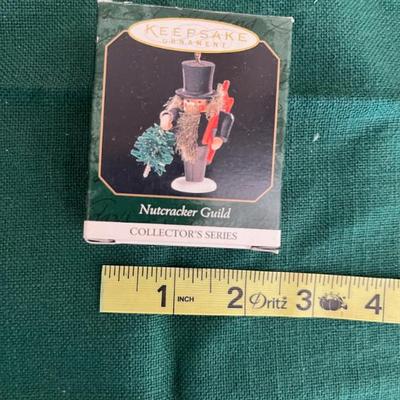 KEEPSAKE
ORNAMENT
Nutcracker Guild
COLLECTOR'S SERIES
1 INCH 2 Dritz 3 4